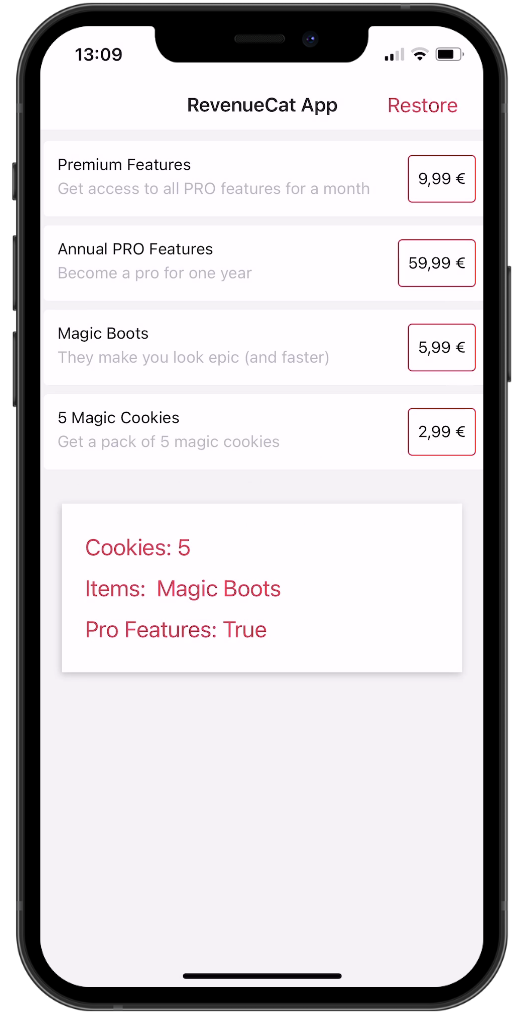 13:09
RevenueCat App
Restore
Premium Features
Get access to all PRO features for a month
9,99 €
Annual PRO Features
Become a pro for one year
59,99 €
Magic Boots
They make you look epic (and faster)
5,99 €
5 Magic Cookies
Get a pack of 5 magic cookies
2,99 €
Cookies: 5
Items:  Magic Boots
Pro Features: True